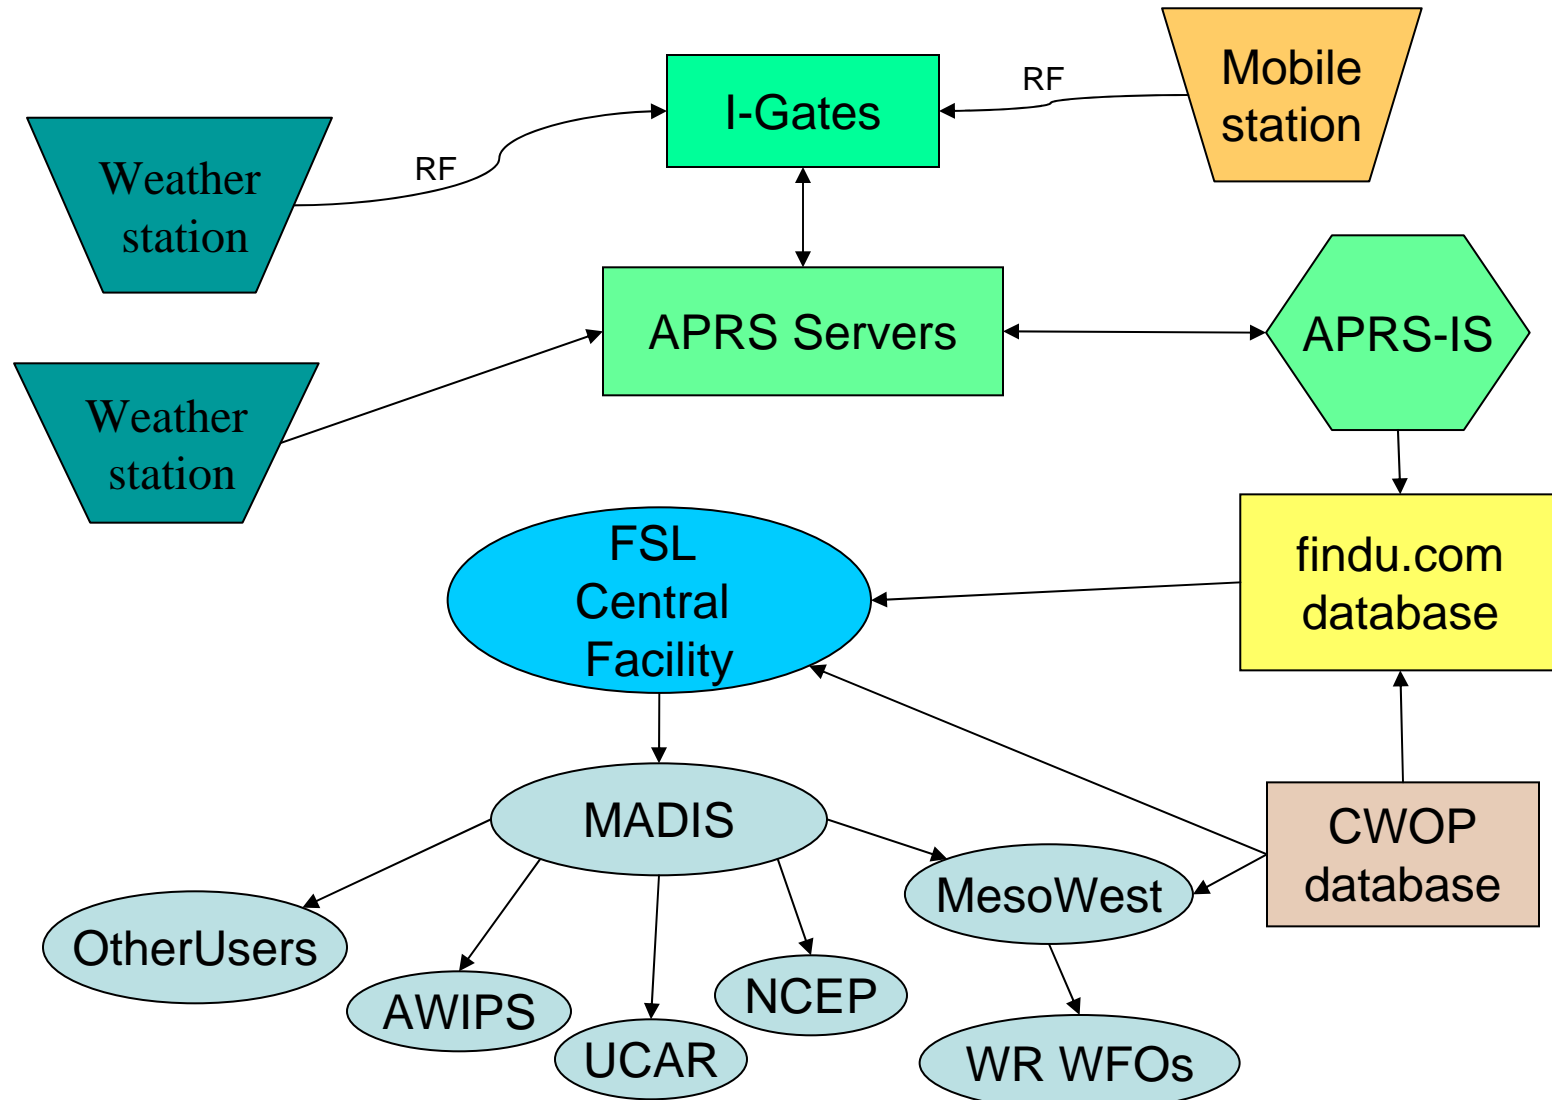 Mobile
station
RF
I-Gates
RF
Weather
station
APRS Servers
APRS-IS
Weather
station
FSL
Central
Facility
findu.com
database
MADIS
CWOP
database
MesoWest
OtherUsers
AWIPS
NCEP
UCAR
WR WFOs